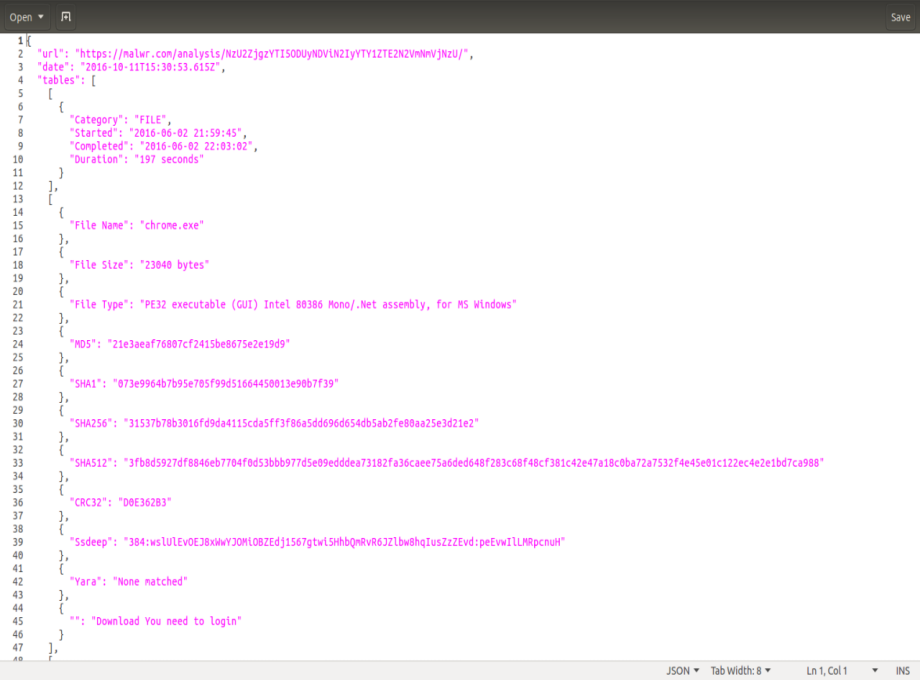 Open Save
1 {
2 "url": "https://malwr.com/analysis/NzU2ZjgzYTI5ODUyNDViN2IyYTY1ZTE2N2VmNmVjNzU/",
3 "date": "2016-10-11T15:30:53.615Z",
4 "tables": [
5 [
6 {
7 "Category": "FILE",
8 "Started": "2016-06-02 21:59:45",
9 "Completed": "2016-06-02 22:03:02",
10 "Duration": "197 seconds"
11 }
12 ],
13 [
14 {
15 "File Name": "chrome.exe"
16 },
17 {
18 "File Size": "23040 bytes"
19 },
20 {
21 "File Type": "PE32 executable (GUI) Intel 80386 Mono/.Net assembly, for MS Windows"
22 },
23 {
24 "MD5": "21e3aeaf76807cf2415be8675e2e19d9"
25 },
26 {
27 "SHA1": "073e9964b7b95e705f99d51664450013e90b7f39"
28 },
29 {
30 "SHA256": "31537b78b3016fd9da4115cda5ff3f86a5dd696d654db5ab2fe80aa25e3d21e2"
31 },
32 {
33 "SHA512": "3fb8d5927df8846eb7704f0d53bbb977d5e09edddea73182fa36caee75a6ded648f283c68f48cf381c42e47a18c0ba72a7532f4e45e01c122ec4e2e1bd7ca988"
34 },
35 {
36 "CRC32": "D0E362B3"
37 },
38 {
39 "Ssdeep": "384:wslUlEvOEJ8xWwYJOMiOBZEdj1567gtwi5HhbQmRvR6JZlbw8hqIusZzZEvd:peEvwIlLMRpcnuH"
40 },
41 {
42 "Yara": "None matched"
43 },
44 {
45 "": "Download You need to login"
46 }
47 ],
48 [
JSON Tab Width: 8 Ln 1, Col 1 INS